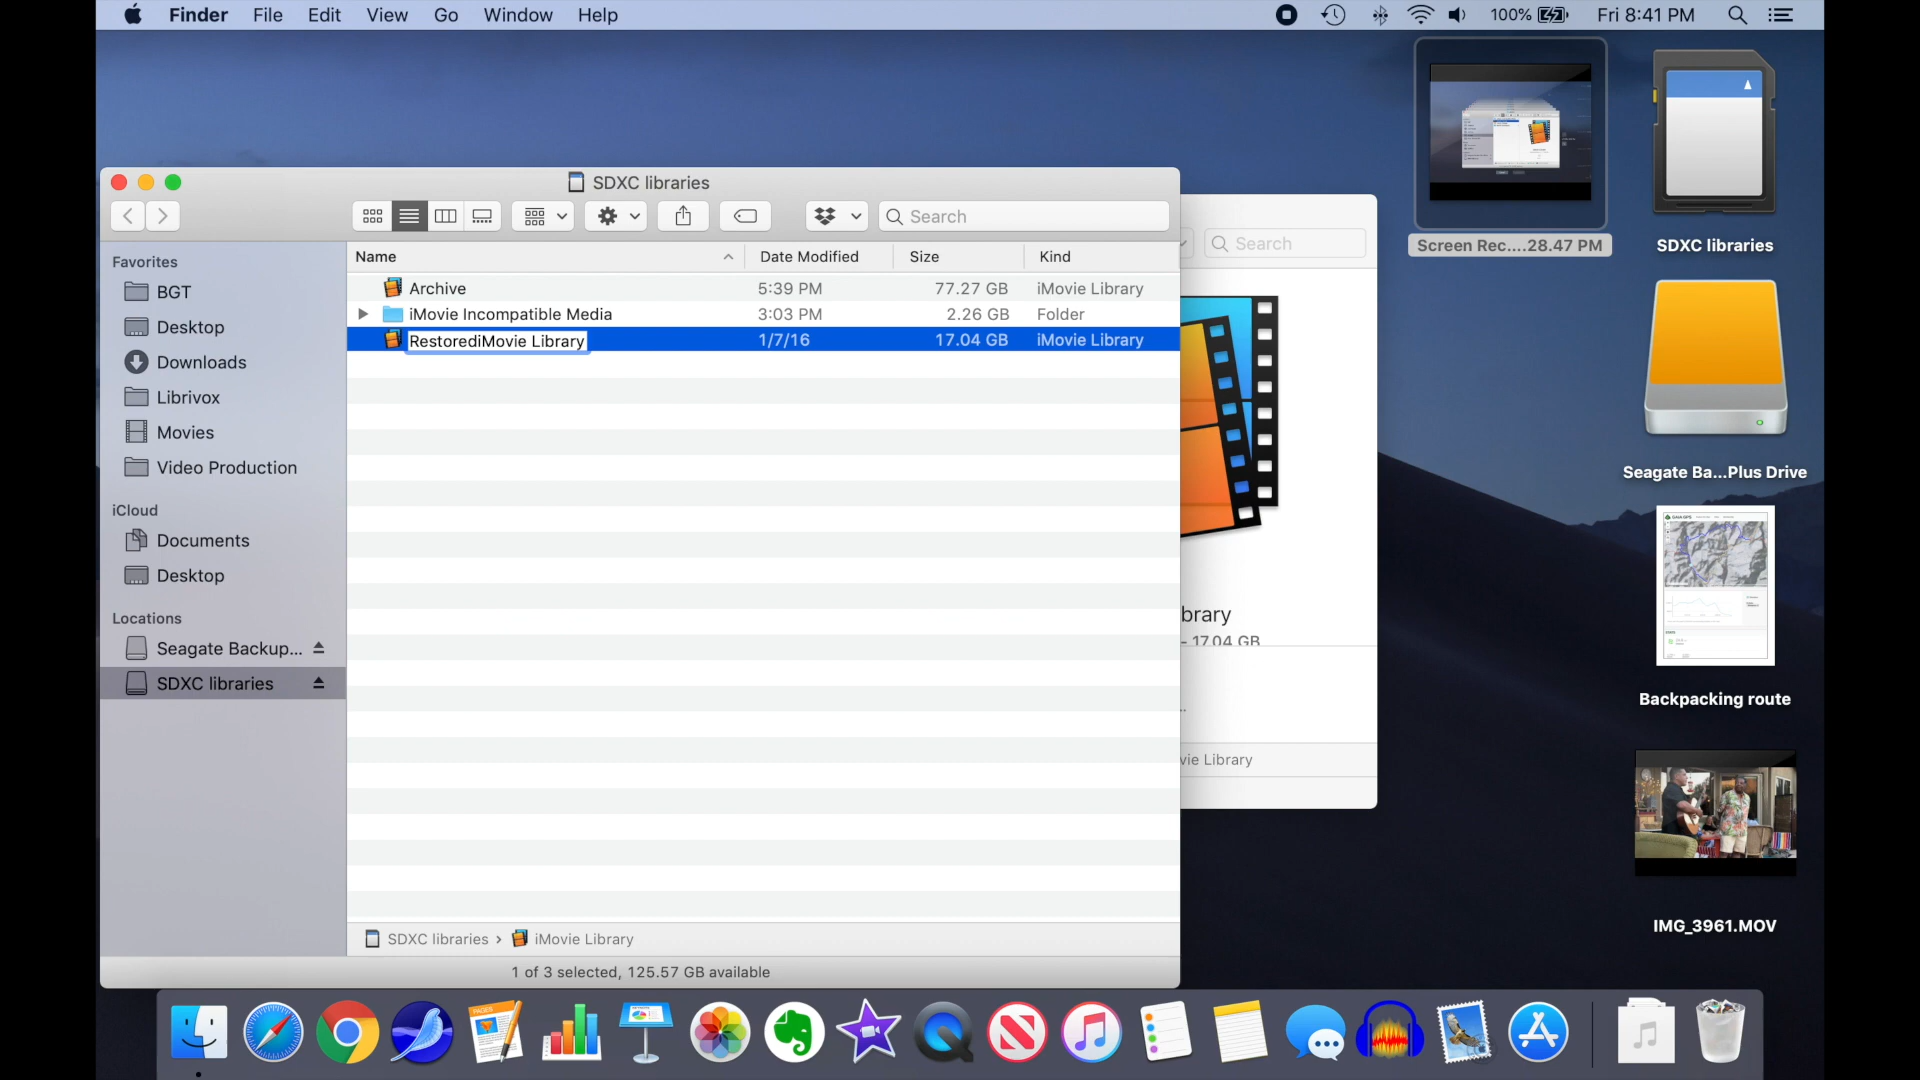 Finder File Edit View Go Window Help 100% Fri 8:41 PM
SDXC libraries
Search
Search
Favorites
BGT
Desktop
Downloads
Librivox
Movies
Video Production
iCloud
Documents
Desktop
Locations
Seagate Backup...
SDXC libraries
Name Date Modified Size Kind
Archive 5:39 PM 77.27 GB iMovie Library
iMovie Incompatible Media 3:03 PM 2.26 GB Folder
RestorediMovie Library 1/7/16 17.04 GB iMovie Library
SDXC libraries › iMovie Library
1 of 3 selected, 125.57 GB available
brary
- 17.04 GB
vie Library
Screen Rec....28.47 PM
SDXC libraries
Seagate Ba...Plus Drive
Backpacking route
IMG_3961.MOV
PAGES